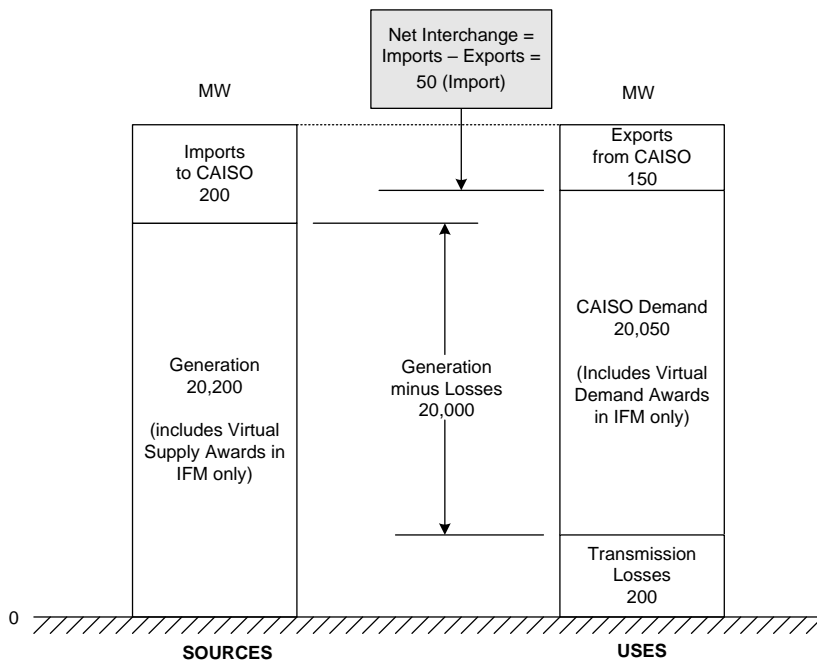 Net Interchange =
Imports – Exports =
50 (Import)
MW
MW
Imports
to CAISO
200
Exports
from CAISO
150
Generation
20,200
(includes Virtual
Supply Awards in
IFM only)
Generation
minus Losses
20,000
CAISO Demand
20,050
(Includes Virtual
Demand Awards
in IFM only)
Transmission
Losses
200
0
SOURCES
USES